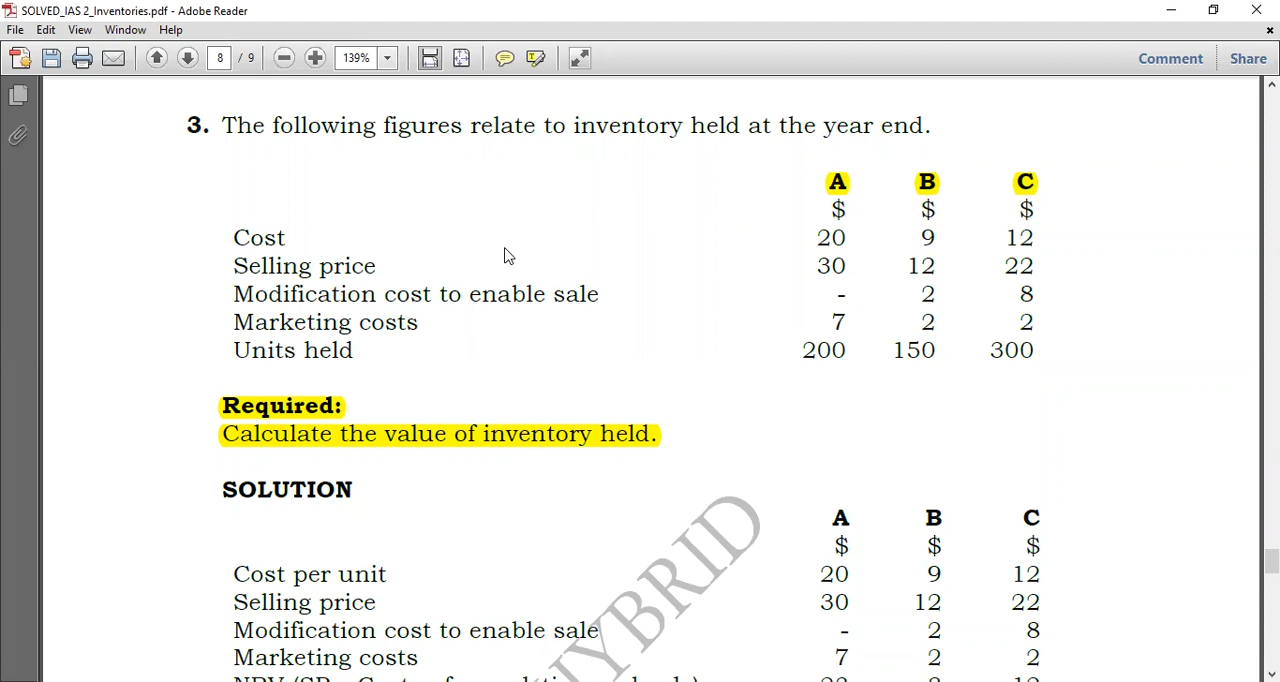 SOLVED_IAS 2_Inventories.pdf - Adobe Reader
File Edit View Window Help
8 / 9 139% Comment Share
3. The following figures relate to inventory held at the year end.
A B C
$ $ $
Cost 20 9 12
Selling price 30 12 22
Modification cost to enable sale - 2 8
Marketing costs 7 2 2
Units held 200 150 300
Required:
Calculate the value of inventory held.
SOLUTION
A B C
$ $ $
Cost per unit 20 9 12
Selling price 30 12 22
Modification cost to enable sale - 2 8
Marketing costs 7 2 2
YBRID